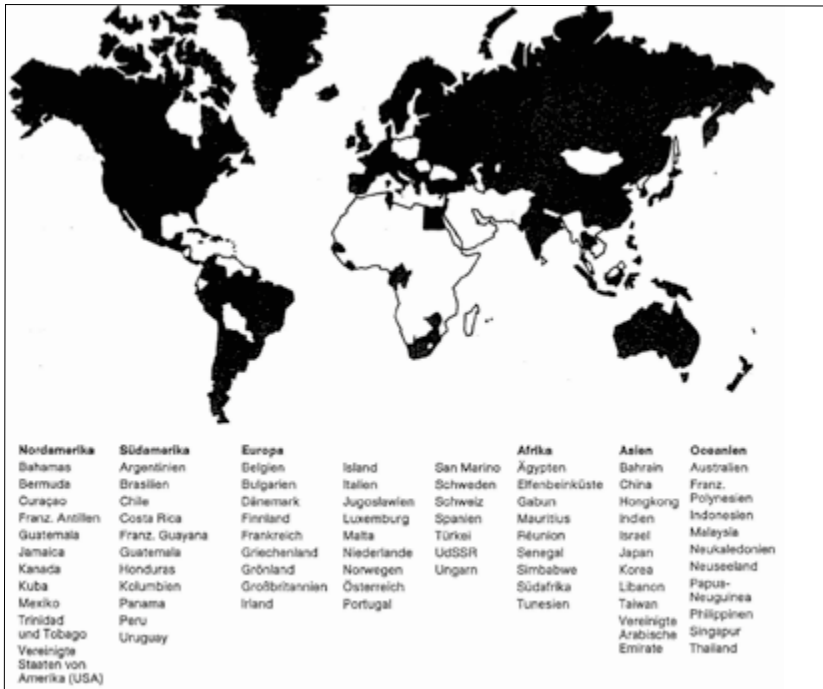 Nordamerika
Bahamas
Bermuda
Curaçao
Franz. Antillen
Guatemala
Jamaica
Kanada
Kuba
Mexiko
Trinidad
und Tobago
Vereinigte
Staaten von
Amerika (USA)
Südamerika
Argentinien
Brasilien
Chile
Costa Rica
Franz. Guayana
Guatemala
Honduras
Kolumbien
Panama
Peru
Uruguay
Europa
Belgien
Bulgarien
Dänemark
Finnland
Frankreich
Griechenland
Grönland
Großbritannien
Irland
Island
Italien
Jugoslawien
Luxemburg
Malta
Niederlande
Norwegen
Österreich
Portugal
San Marino
Schweden
Schweiz
Spanien
Türkei
UdSSR
Ungarn
Afrika
Ägypten
Elfenbeinküste
Gabun
Mauritius
Réunion
Senegal
Simbabwe
Südafrika
Tunesien
Asien
Bahrain
China
Hongkong
Indien
Israel
Japan
Korea
Libanon
Taiwan
Vereinigte
Arabische
Emirate
Oceanien
Australien
Franz.
Polynesien
Indonesien
Malaysia
Neukaledonien
Neuseeland
Papua-
Neuguinea
Philippinen
Singapur
Thailand